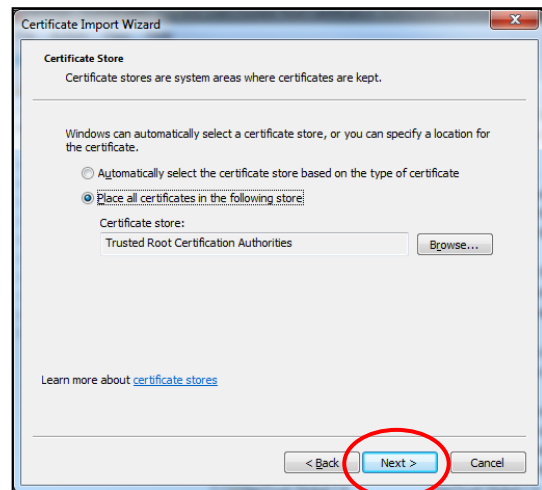 Certificate Import Wizard
X
Certificate Store
Certificate stores are system areas where certificates are kept.
Windows can automatically select a certificate store, or you can specify a location for
the certificate.
Automatically select the certificate store based on the type of certificate
Place all certificates in the following store
Certificate store:
Trusted Root Certification Authorities
Browse...
Learn more about certificate stores
< Back
Next >
Cancel